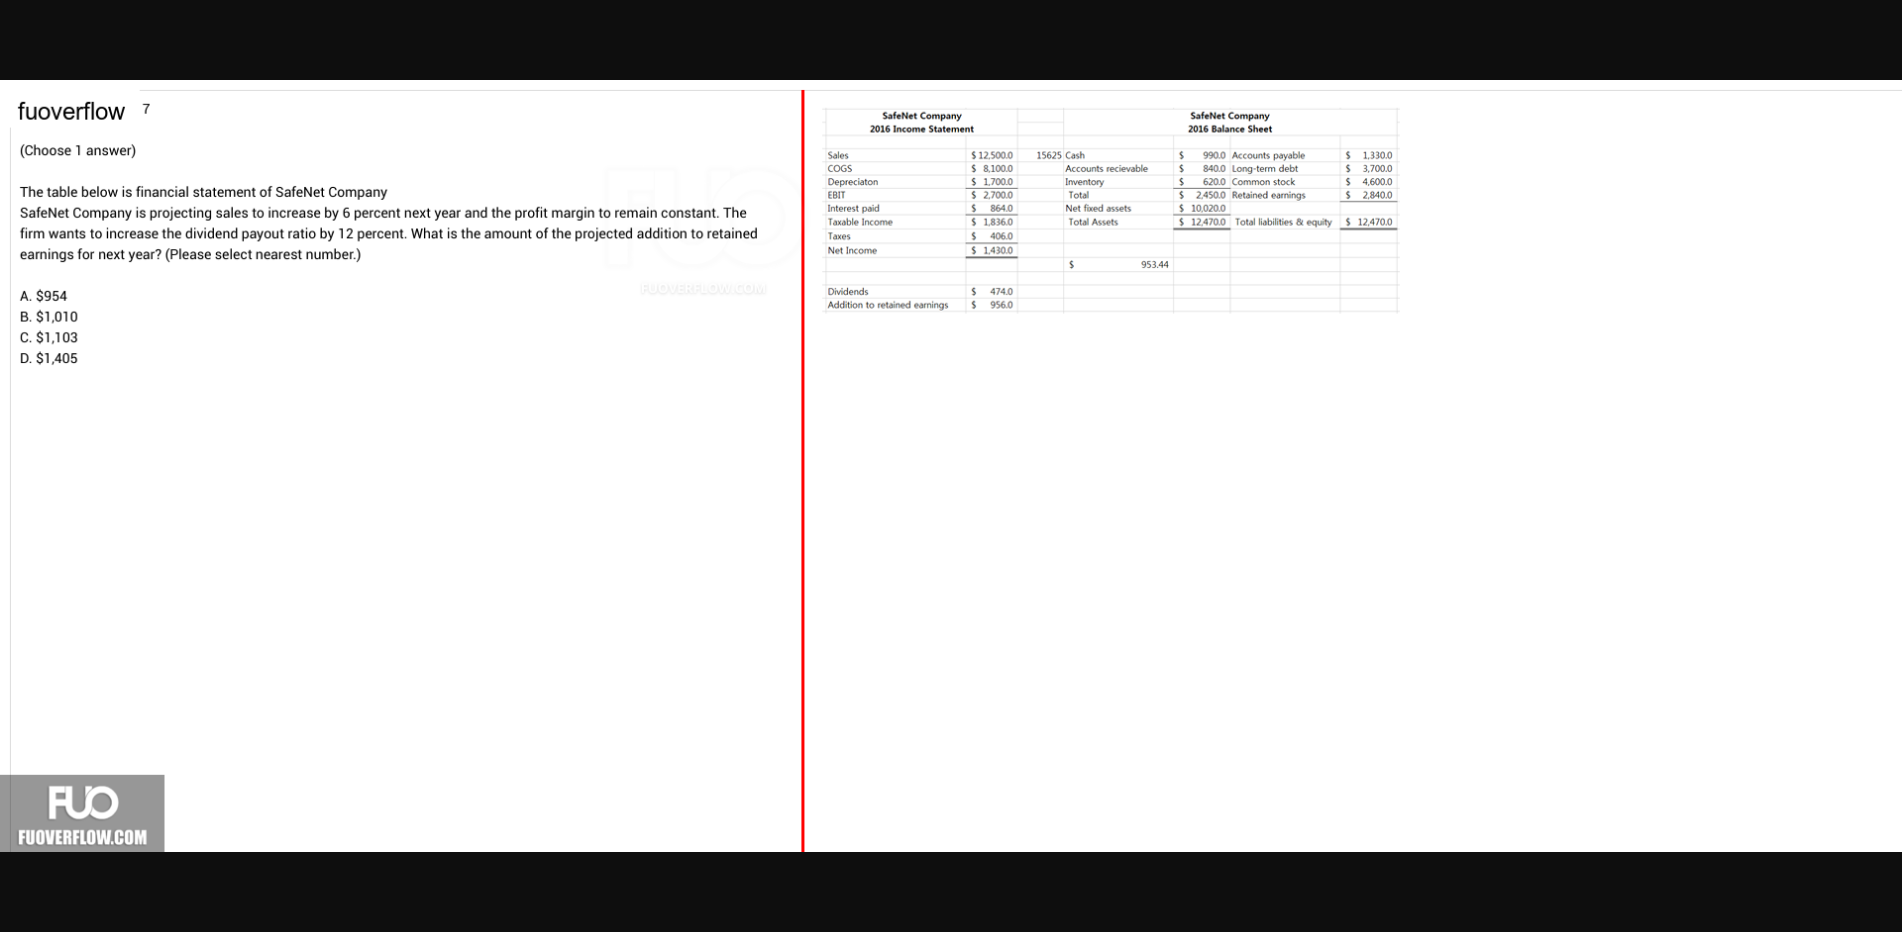 fuoverflow 7
(Choose 1 answer)
The table below is financial statement of SafeNet Company
SafeNet Company is projecting sales to increase by 6 percent next year and the profit margin to remain constant. The
firm wants to increase the dividend payout ratio by 12 percent. What is the amount of the projected addition to retained
earnings for next year? (Please select nearest number.)
A. $954
B. $1,010
C. $1,103
D. $1,405
FUOVERFLOW.COM
FUO
FUOVERFLOW.COM
SafeNet Company SafeNet Company
2016 Income Statement 2016 Balance Sheet
Sales $ 12,500.0 15625 Cash $ 990.0 Accounts payable $ 1,330.0
COGS $ 8,100.0 Accounts recievable $ 840.0 Long-term debt $ 3,700.0
Depreciaton $ 1,700.0 Inventory $ 620.0 Common stock $ 4,600.0
EBIT $ 2,700.0 Total $ 2,450.0 Retained earnings $ 2,840.0
Interest paid $ 864.0 Net fixed assets $ 10,020.0
Taxable Income $ 1,836.0 Total Assets $ 12,470.0 Total liabilities & equity $ 12,470.0
Taxes $ 406.0
Net Income $ 1,430.0
$ 953.44
Dividends $ 474.0
Addition to retained earnings $ 956.0